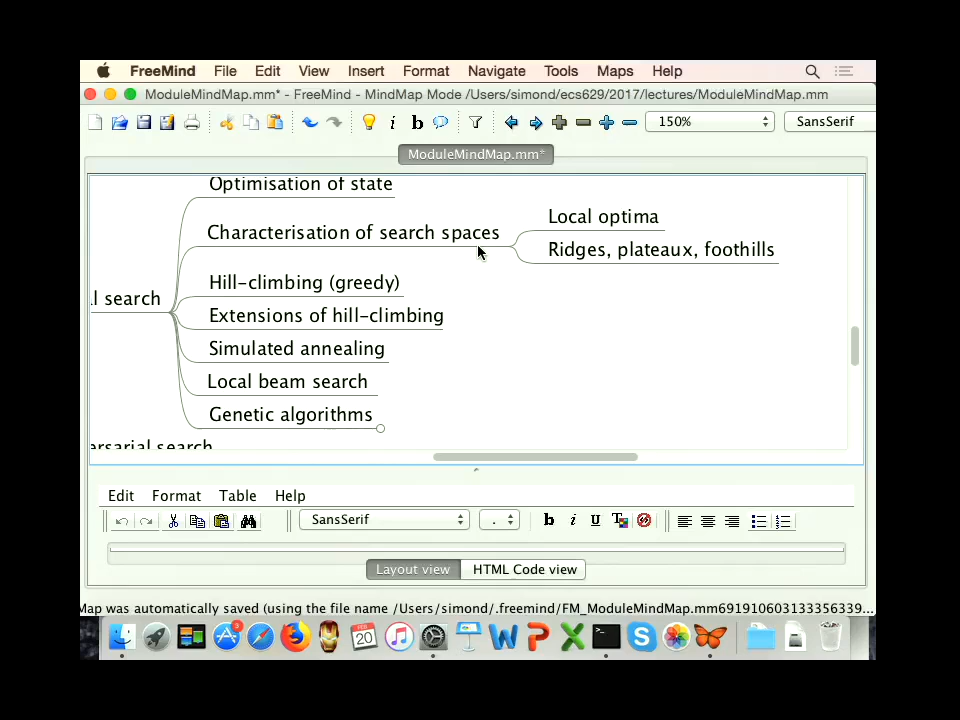 FreeMind File Edit View Insert Format Navigate Tools Maps Help
ModuleMindMap.mm* - FreeMind - MindMap Mode /Users/simond/ecs629/2017/lectures/ModuleMindMap.mm
i b 150% SansSerif
ModuleMindMap.mm*
Optimisation of state
Local optima
Characterisation of search spaces
Ridges, plateaux, foothills
Hill-climbing (greedy)
l search
Extensions of hill-climbing
Simulated annealing
Local beam search
Genetic algorithms
ersarial search
Edit Format Table Help
SansSerif . b i U T
Layout view HTML Code view
Map was automatically saved (using the file name /Users/simond/.freemind/FM_ModuleMindMap.mm691910603133356339...
FEB
20
3
W P X S